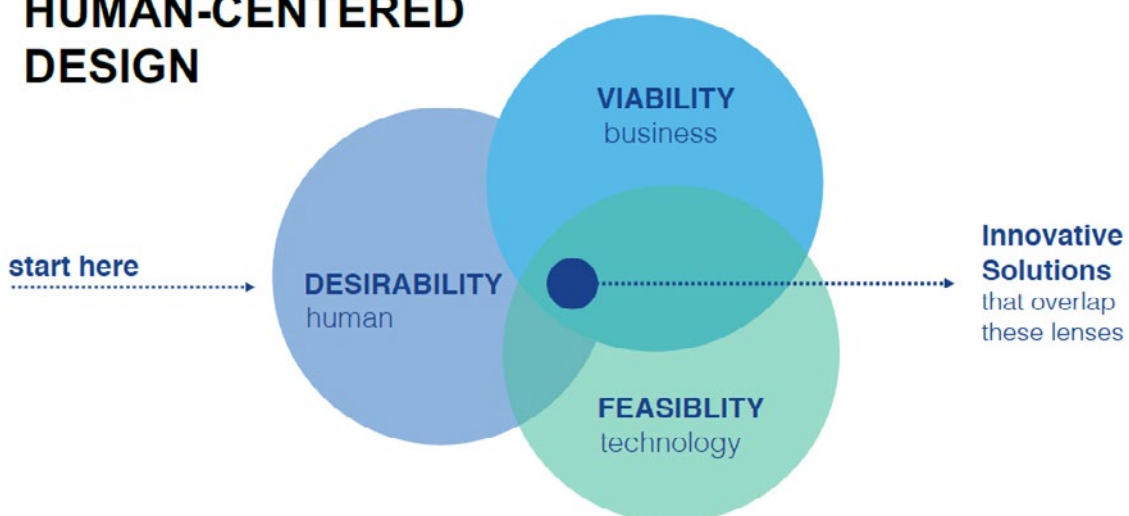 HUMAN-CENTERED
DESIGN
VIABILITY
business
start here
DESIRABILITY
human
Innovative
Solutions
that overlap
these lenses
FEASIBLITY
technology